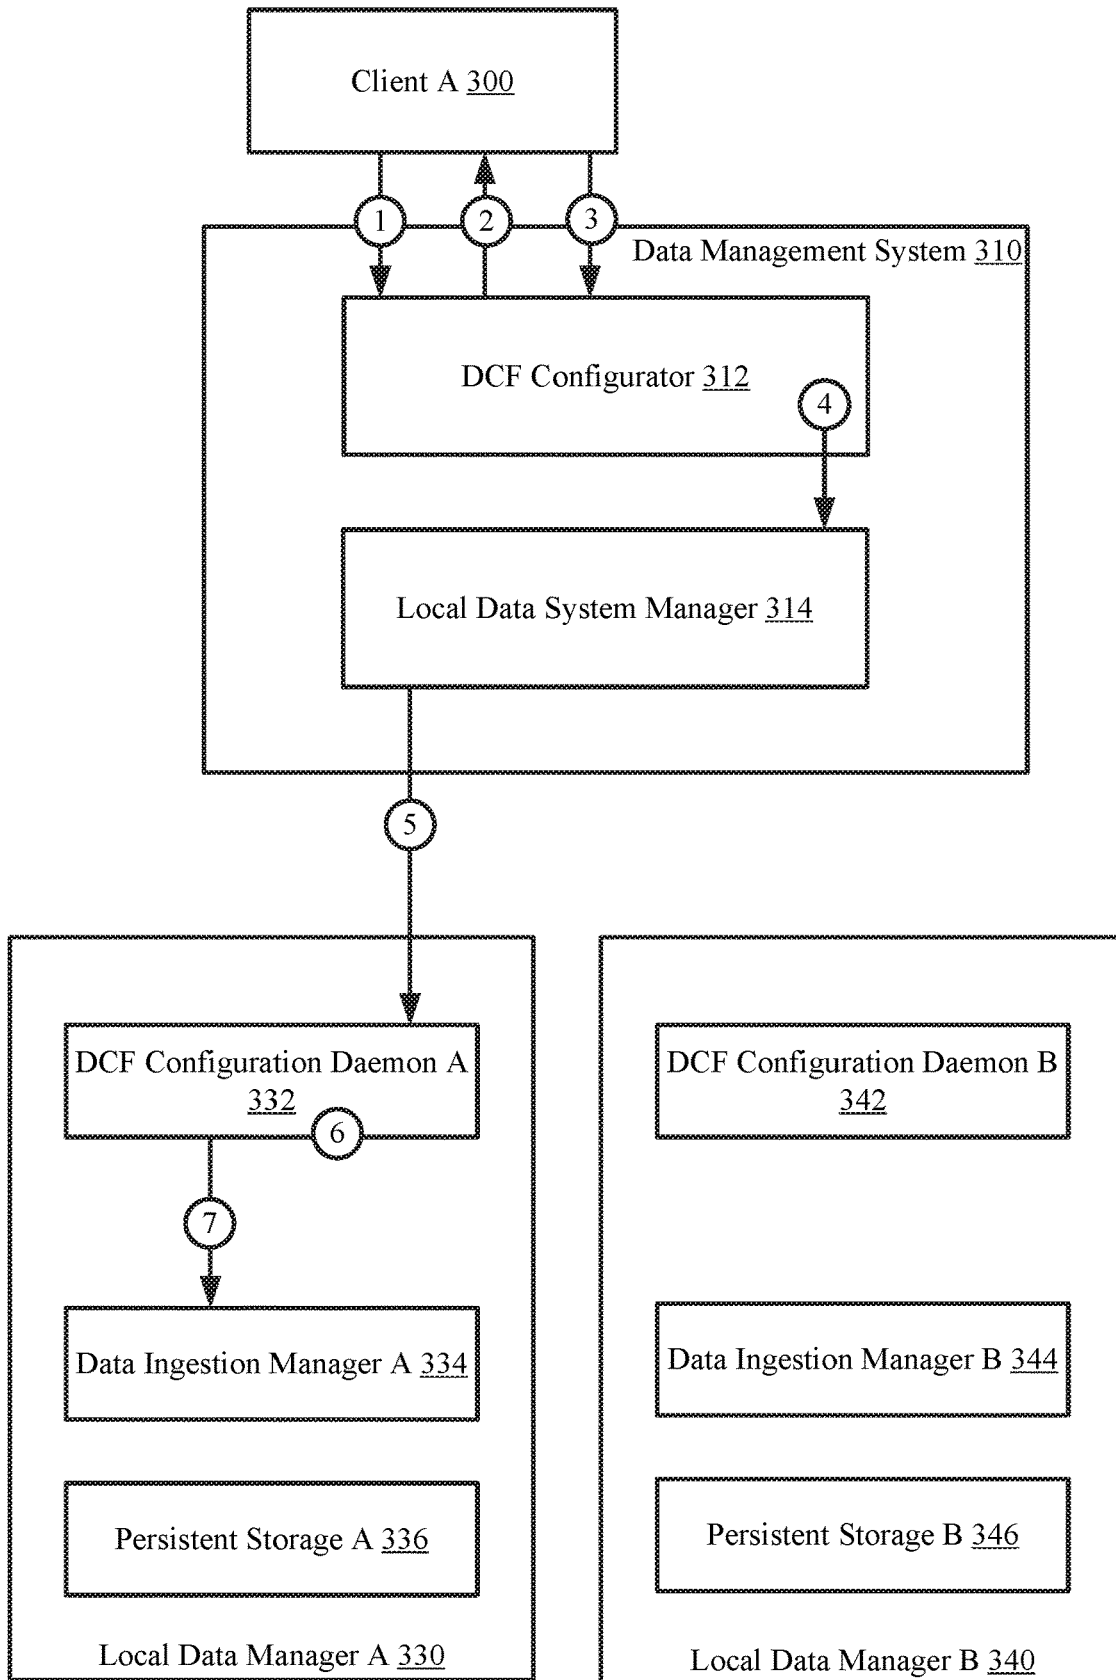 Client A 300
1
2
3
Data Management System 310
DCF Configurator 312
4
Local Data System Manager 314
5
DCF Configuration Daemon A
332
6
7
Data Ingestion Manager A 334
Persistent Storage A 336
Local Data Manager A 330
DCF Configuration Daemon B
342
Data Ingestion Manager B 344
Persistent Storage B 346
Local Data Manager B 340